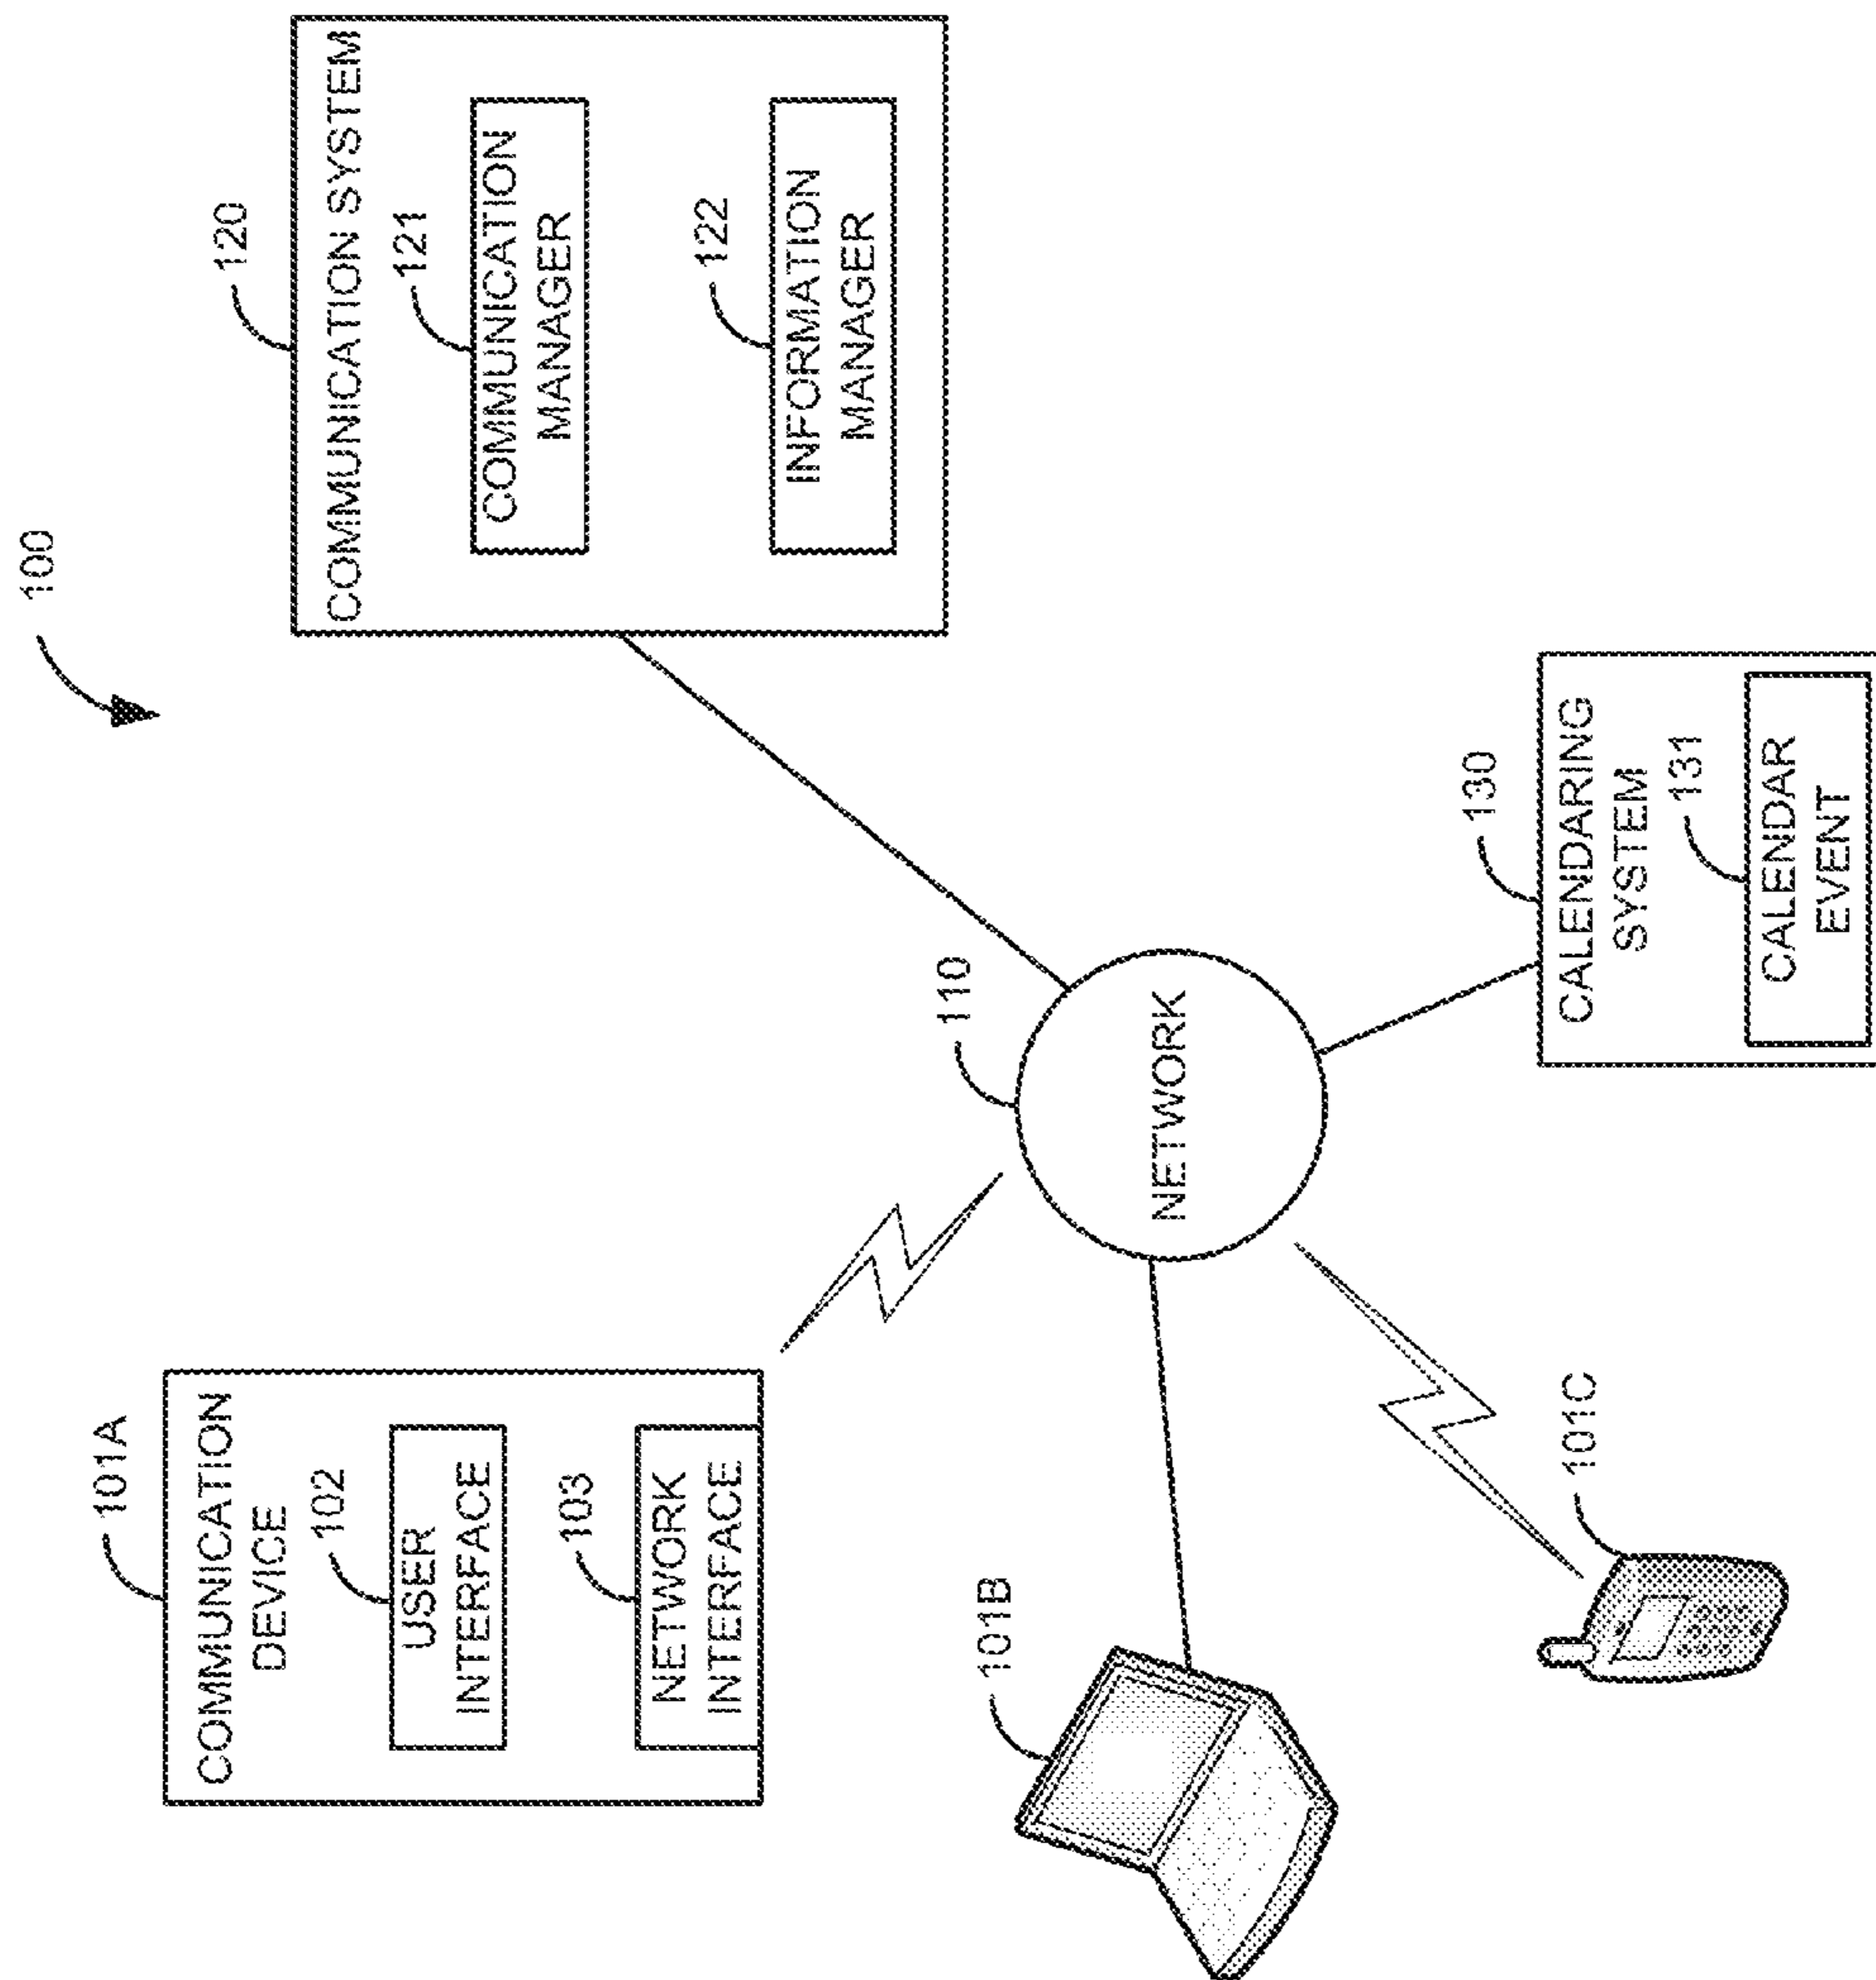 100
101A
COMMUNICATION
DEVICE
102
USER
INTERFACE
103
NETWORK
INTERFACE
120
COMMUNICATION SYSTEM
121
COMMUNICATION
MANAGER
122
INFORMATION
MANAGER
110
NETWORK
101B
101C
130
CALENDARING
SYSTEM
131
CALENDAR
EVENT